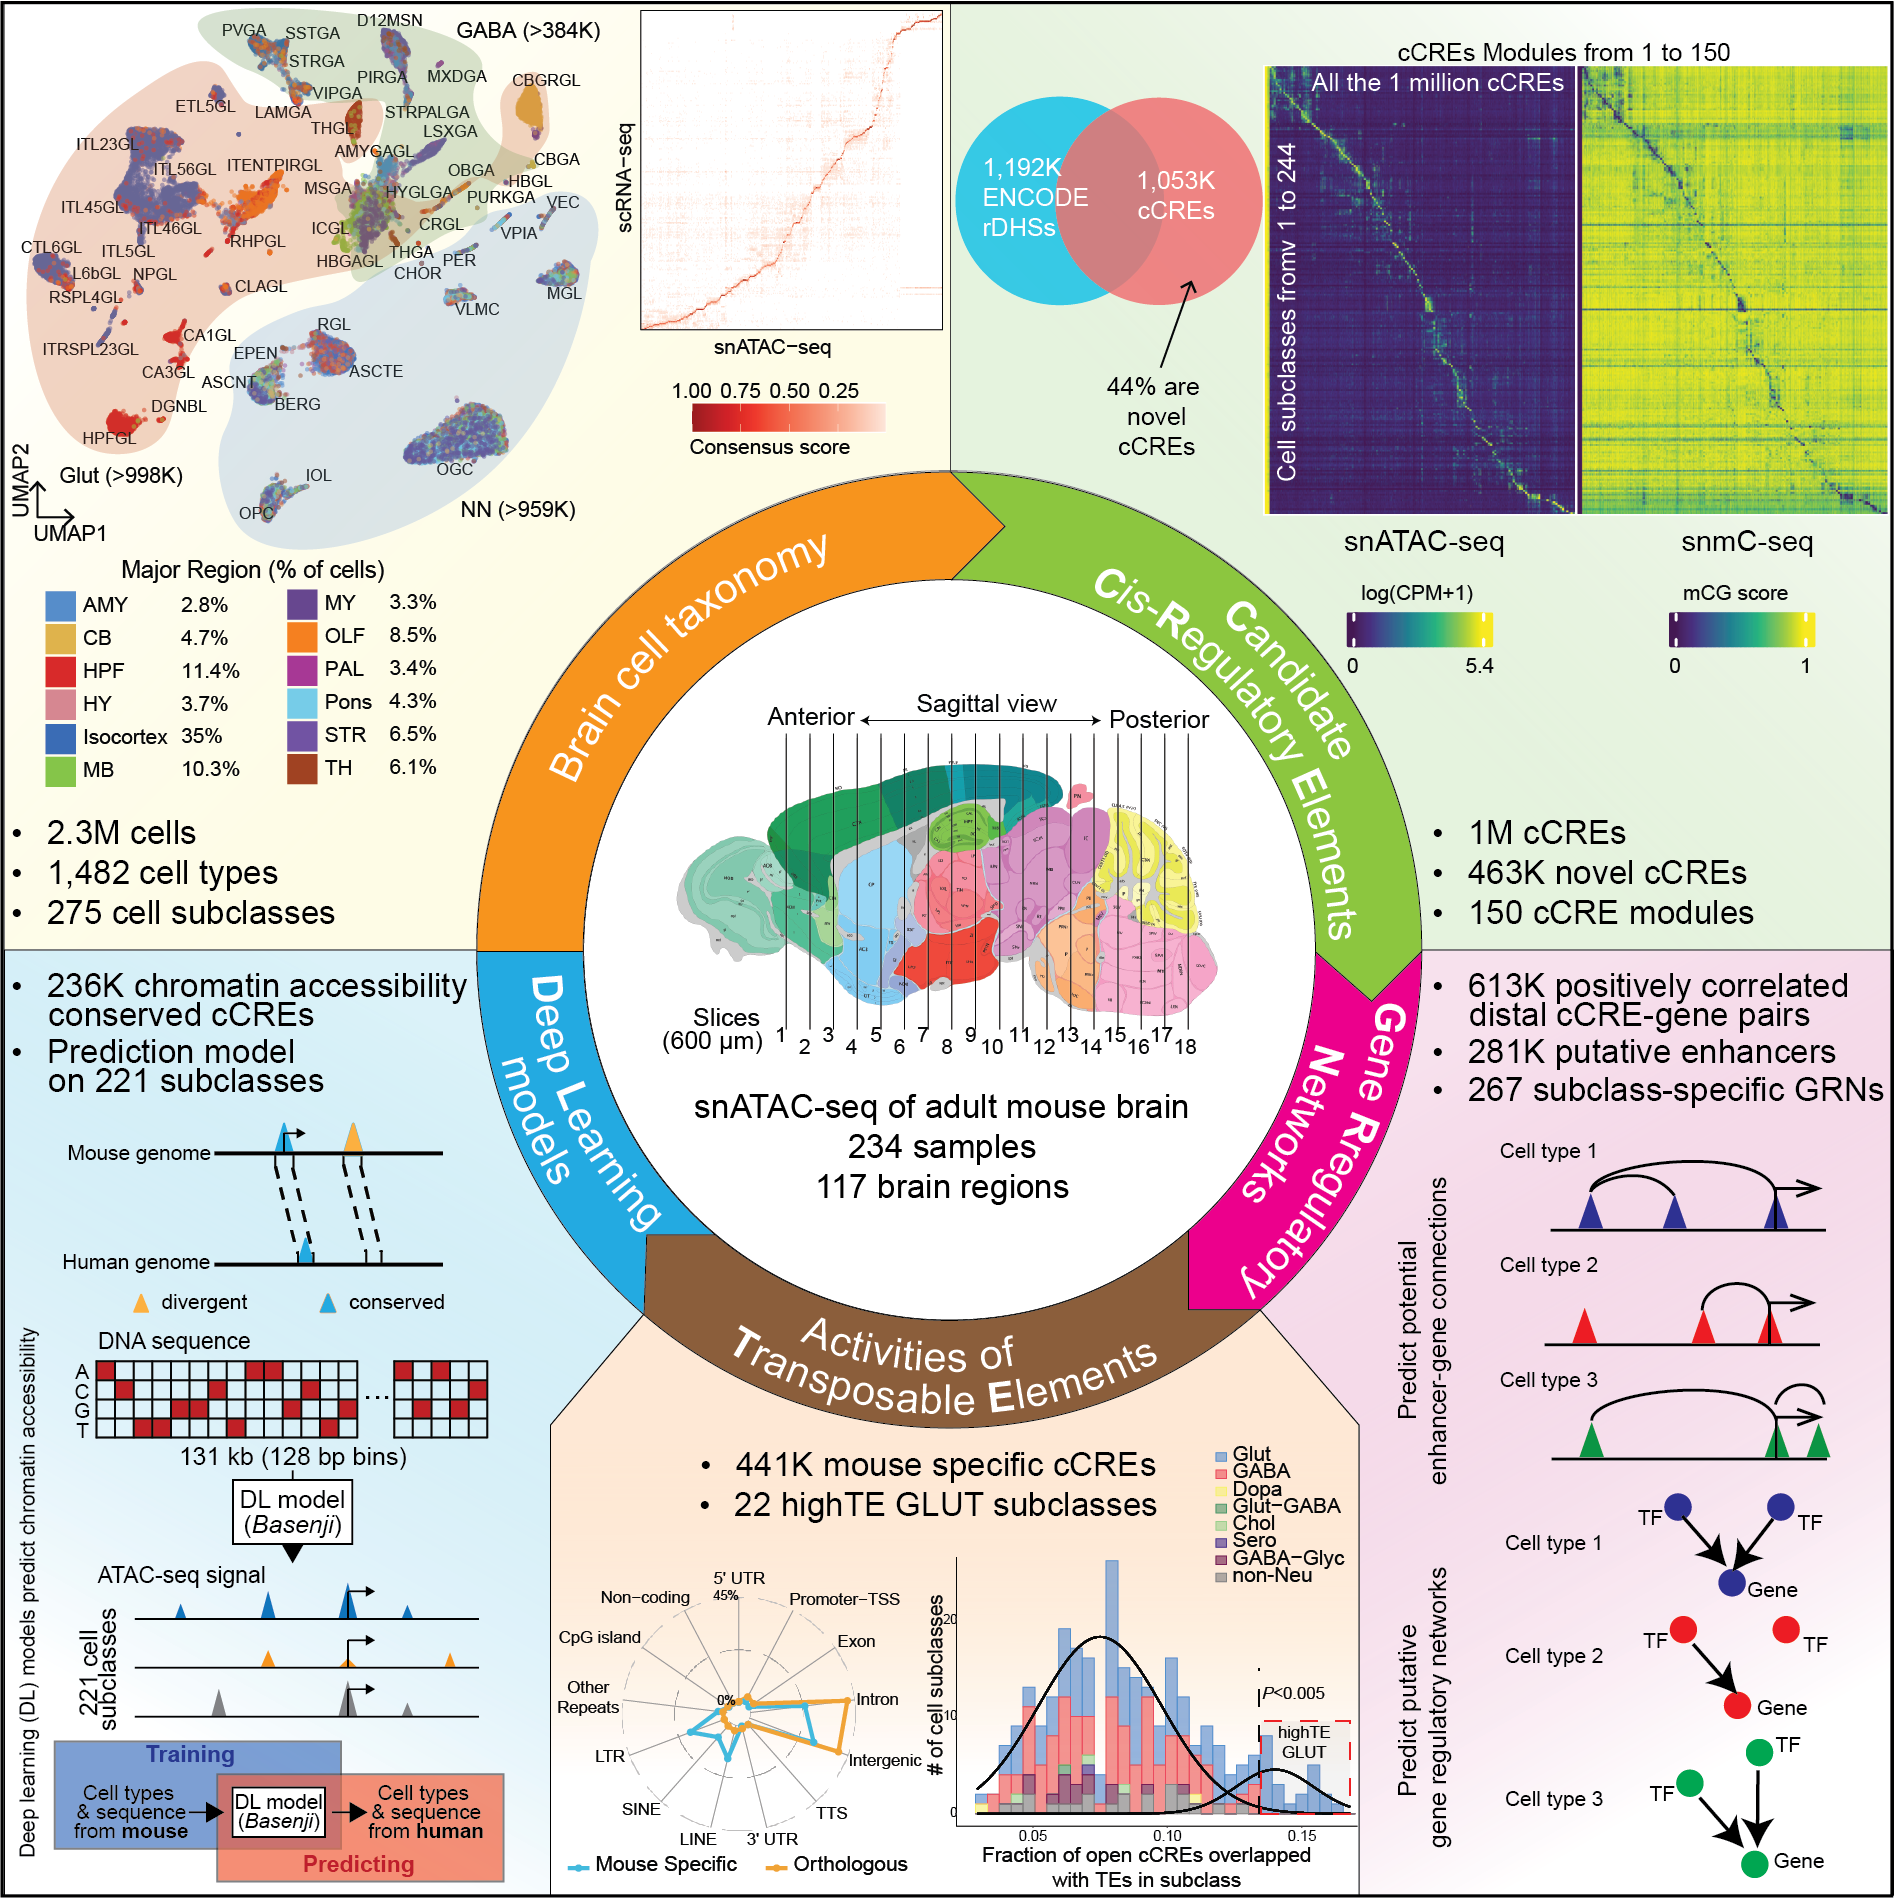 PVGA
SSTGA
D12MSN
GABA (>384K)
STRGA
PIRGA
MXDGA
CBGRGL
VIPGA
ETL5GL
LAMGA
STRPALGA
THGL
LSXGA
ITL23GL
AMYGAGL
CBGA
ITL56GL
ITENTPIRGL
OBGA
HBGL
MSGA
HYGLGA
PURKGA
VEC
ITL45GL
ITL46GL
ICGL
CRGL
VPIA
CTL6GL
ITL5GL
RHPGL
THGA
PER
L6bGL
NPGL
HBGAGL
CHOR
RSPL4GL
CLAGL
VLMC
MGL
ITRSPL23GL
CA1GL
RGL
EPEN
CA3GL
ASCNT
ASCTE
DGNBL
BERG
HPFGL
OGC
Glut (>998K)
IOL
OPC
NN (>959K)
UMAP2
UMAP1
Major Region (% of cells)
AMY 2.8%
CB 4.7%
HPF 11.4%
HY 3.7%
Isocortex 35%
MB 10.3%
MY 3.3%
OLF 8.5%
PAL 3.4%
Pons 4.3%
STR 6.5%
TH 6.1%
• 2.3M cells
• 1,482 cell types
• 275 cell subclasses
scRNA−seq
snATAC−seq
1.00 0.75 0.50 0.25
Consensus score
1,192K
ENCODE
rDHSs
1,053K
cCREs
44% are
novel
cCREs
cCREs Modules from 1 to 150
All the 1 million cCREs
Cell subclasses fromv 1 to 244
snATAC-seq
snmC-seq
log(CPM+1)
0 5.4
mCG score
0 1
• 1M cCREs
• 463K novel cCREs
• 150 cCRE modules
Brain cell taxonomy
Candidate
Cis-Regulatory Elements
Gene Rregulatory
Networks
Activities of
Transposable Elements
Deep Learning
models
Sagittal view
Anterior
Posterior
Slices
(600 µm)
1 2 3 4 5 6 7 8 9 10 11 12 13 14 15 16 17 18
snATAC-seq of adult mouse brain
234 samples
117 brain regions
• 236K chromatin accessibility
conserved cCREs
• Prediction model
on 221 subclasses
Mouse genome
Human genome
divergent
conserved
Deep learning (DL) models predict chromatin accessibility
DNA sequence
A
C
G
T
...
131 kb (128 bp bins)
DL model
(Basenji)
ATAC-seq signal
221 cell
subclasses
Training
Cell types
& sequence
from mouse
DL model
(Basenji)
Cell types
& sequence
from human
Predicting
• 441K mouse specific cCREs
• 22 highTE GLUT subclasses
5' UTR
45%
Non−coding
Promoter−TSS
CpG island
Exon
Other
Repeats
0%
Intron
LTR
Intergenic
SINE
TTS
LINE
3' UTR
Mouse Specific
Orthologous
Glut
GABA
Dopa
Glut−GABA
Chol
Sero
GABA−Glyc
non−Neu
# of cell subclasses
20
10
0
P<0.005
highTE
GLUT
0.05 0.10 0.15
Fraction of open cCREs overlapped
with TEs in subclass
• 613K positively correlated
distal cCRE-gene pairs
• 281K putative enhancers
• 267 subclass-specific GRNs
Predict potential
enhancer-gene connections
Cell type 1
Cell type 2
Cell type 3
Predict putative
gene regulatory networks
Cell type 1
TF
TF
Gene
Cell type 2
TF
TF
Gene
Cell type 3
TF
TF
Gene